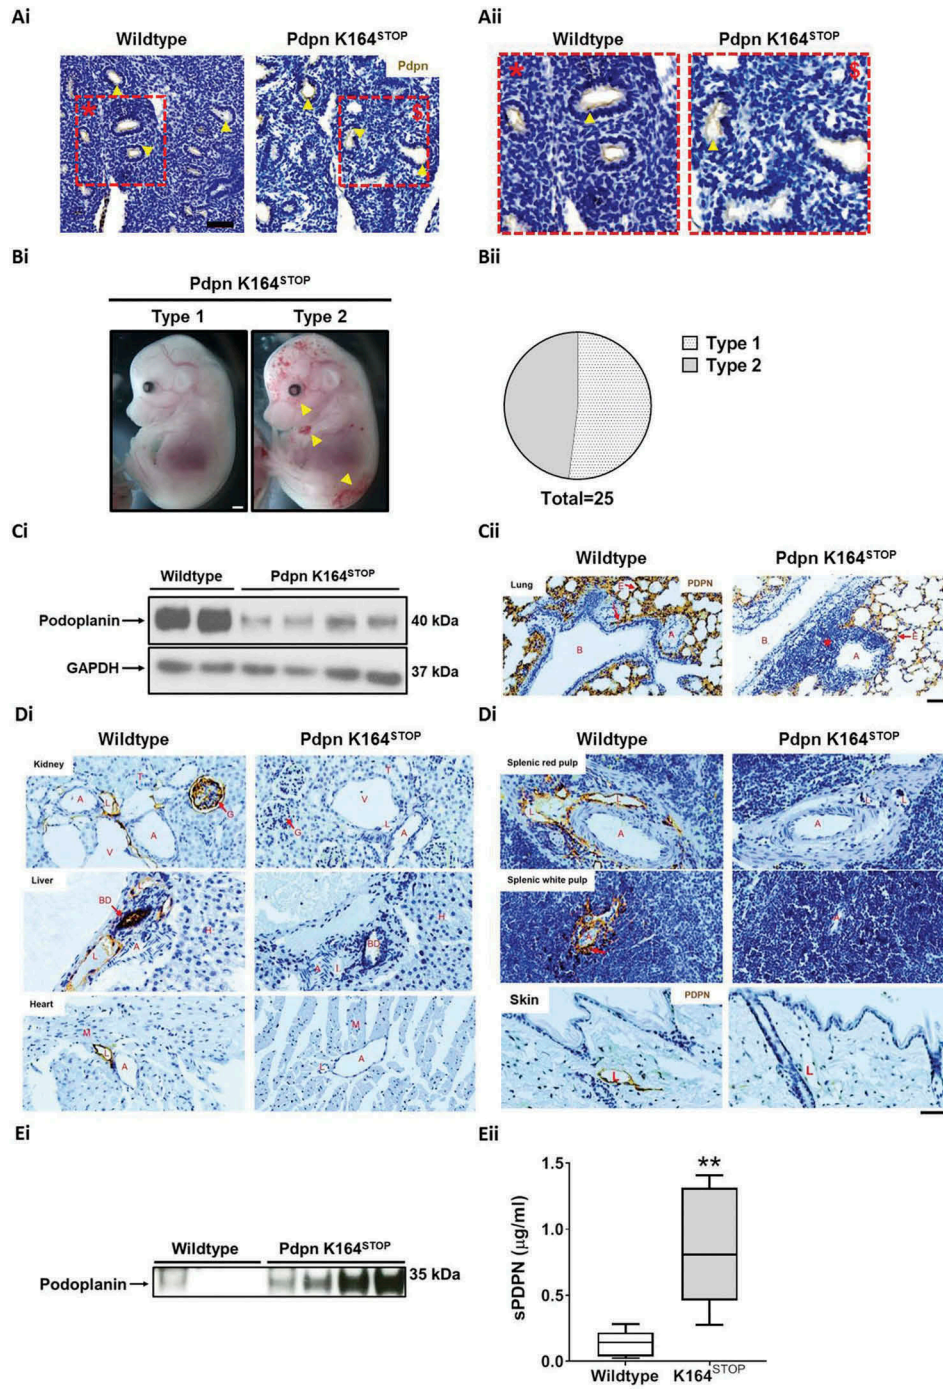 Ai
Aii
Wildtype
Pdpn K164STOP
Wildtype
Pdpn K164STOP
Pdpn
*
$
*
$
Bi
Bii
Pdpn K164STOP
Type 1
Type 2
Type 1
Type 2
Total=25
Ci
Cii
Wildtype
Pdpn K164STOP
Podoplanin
40 kDa
GAPDH
37 kDa
Wildtype
Pdpn K164STOP
Lung
PDPN
E
A
B
B
E
A
Di
Di
Wildtype
Pdpn K164STOP
Wildtype
Pdpn K164STOP
Kidney
T
A
L
A
G
V
T
V
G
L
A
Splenic red pulp
L
L
A
L
L
A
Liver
BD
H
A
L
H
BD
A
L
Splenic white pulp
A
Heart
M
A
M
A
L
Skin
PDPN
L
L
Ei
Eii
Wildtype
Pdpn K164STOP
Podoplanin
35 kDa
sPDPN (µg/ml)
1.5
1.0
0.5
0.0
**
Wildtype
K164STOP